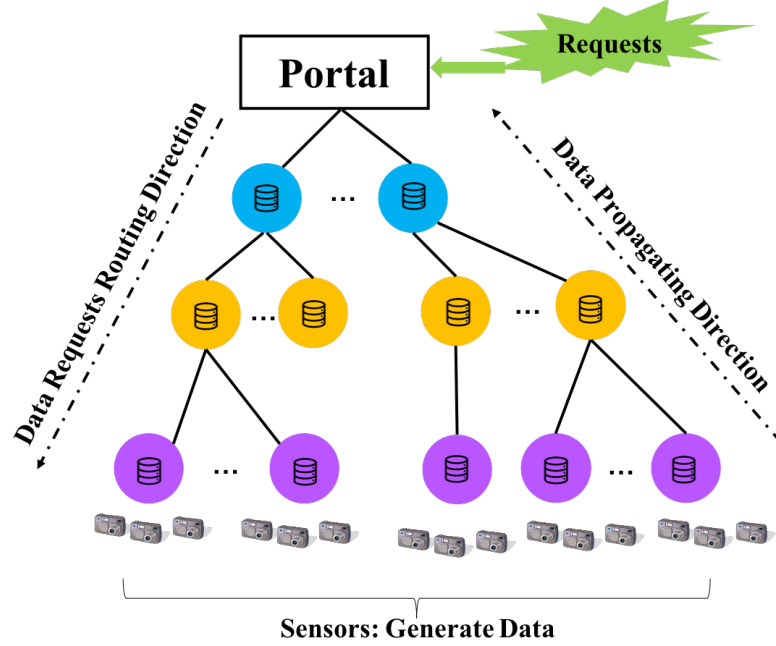 Requests
Portal
Data Requests Routing Direction
Data Propagating Direction
...
...
...
...
...
Sensors: Generate Data